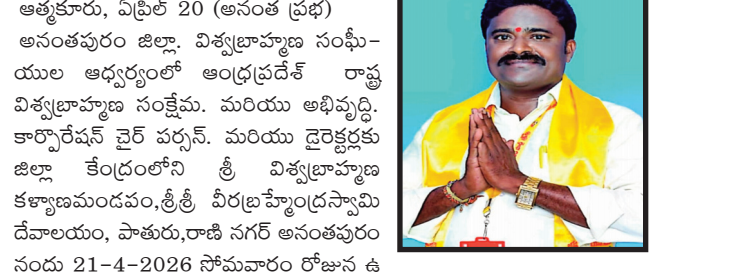 ఆత్మకూరు, ఏప్రిల్ 20 (అనంత ప్రభ)
అనంతపురం జిల్లా. విశ్వబ్రాహ్మణ సంఘీ-
యుల ఆధ్వర్యంలో ఆంధ్రప్రదేశ్ రాష్ట్ర
విశ్వబ్రాహ్మణ సంక్షేమ. మరియు అభివృద్ధి.
కార్పొరేషన్ చైర్ పర్సన్. మరియు డైరెక్టర్లకు
జిల్లా కేంద్రంలోని శ్రీ విశ్వబ్రాహ్మణ
కళ్యాణమండపం,శ్రీశ్రీ వీరబ్రహ్మేంద్రస్వామి
దేవాలయం, పాతురు,రాణి నగర్ అనంతపురం
నందు 21-4-2026 సోమవారం రోజున ఉ